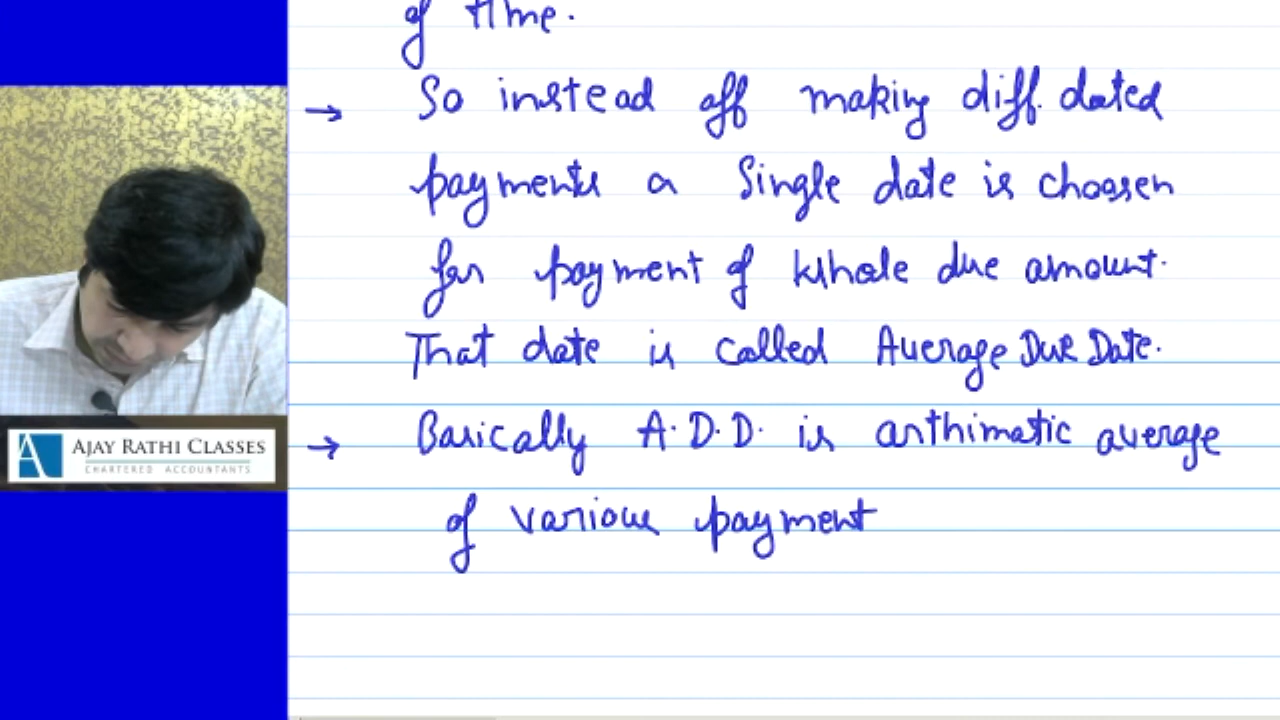 of time.
→ So instead off making diff. dated
payments a Single date is choosen
for payment of Whole due amount.
That date is called Average Due Date.
→ Basically A.D.D. is arthimatic average
of various payment
AJAY RATHI CLASSES
CHARTERED ACCOUNTANTS